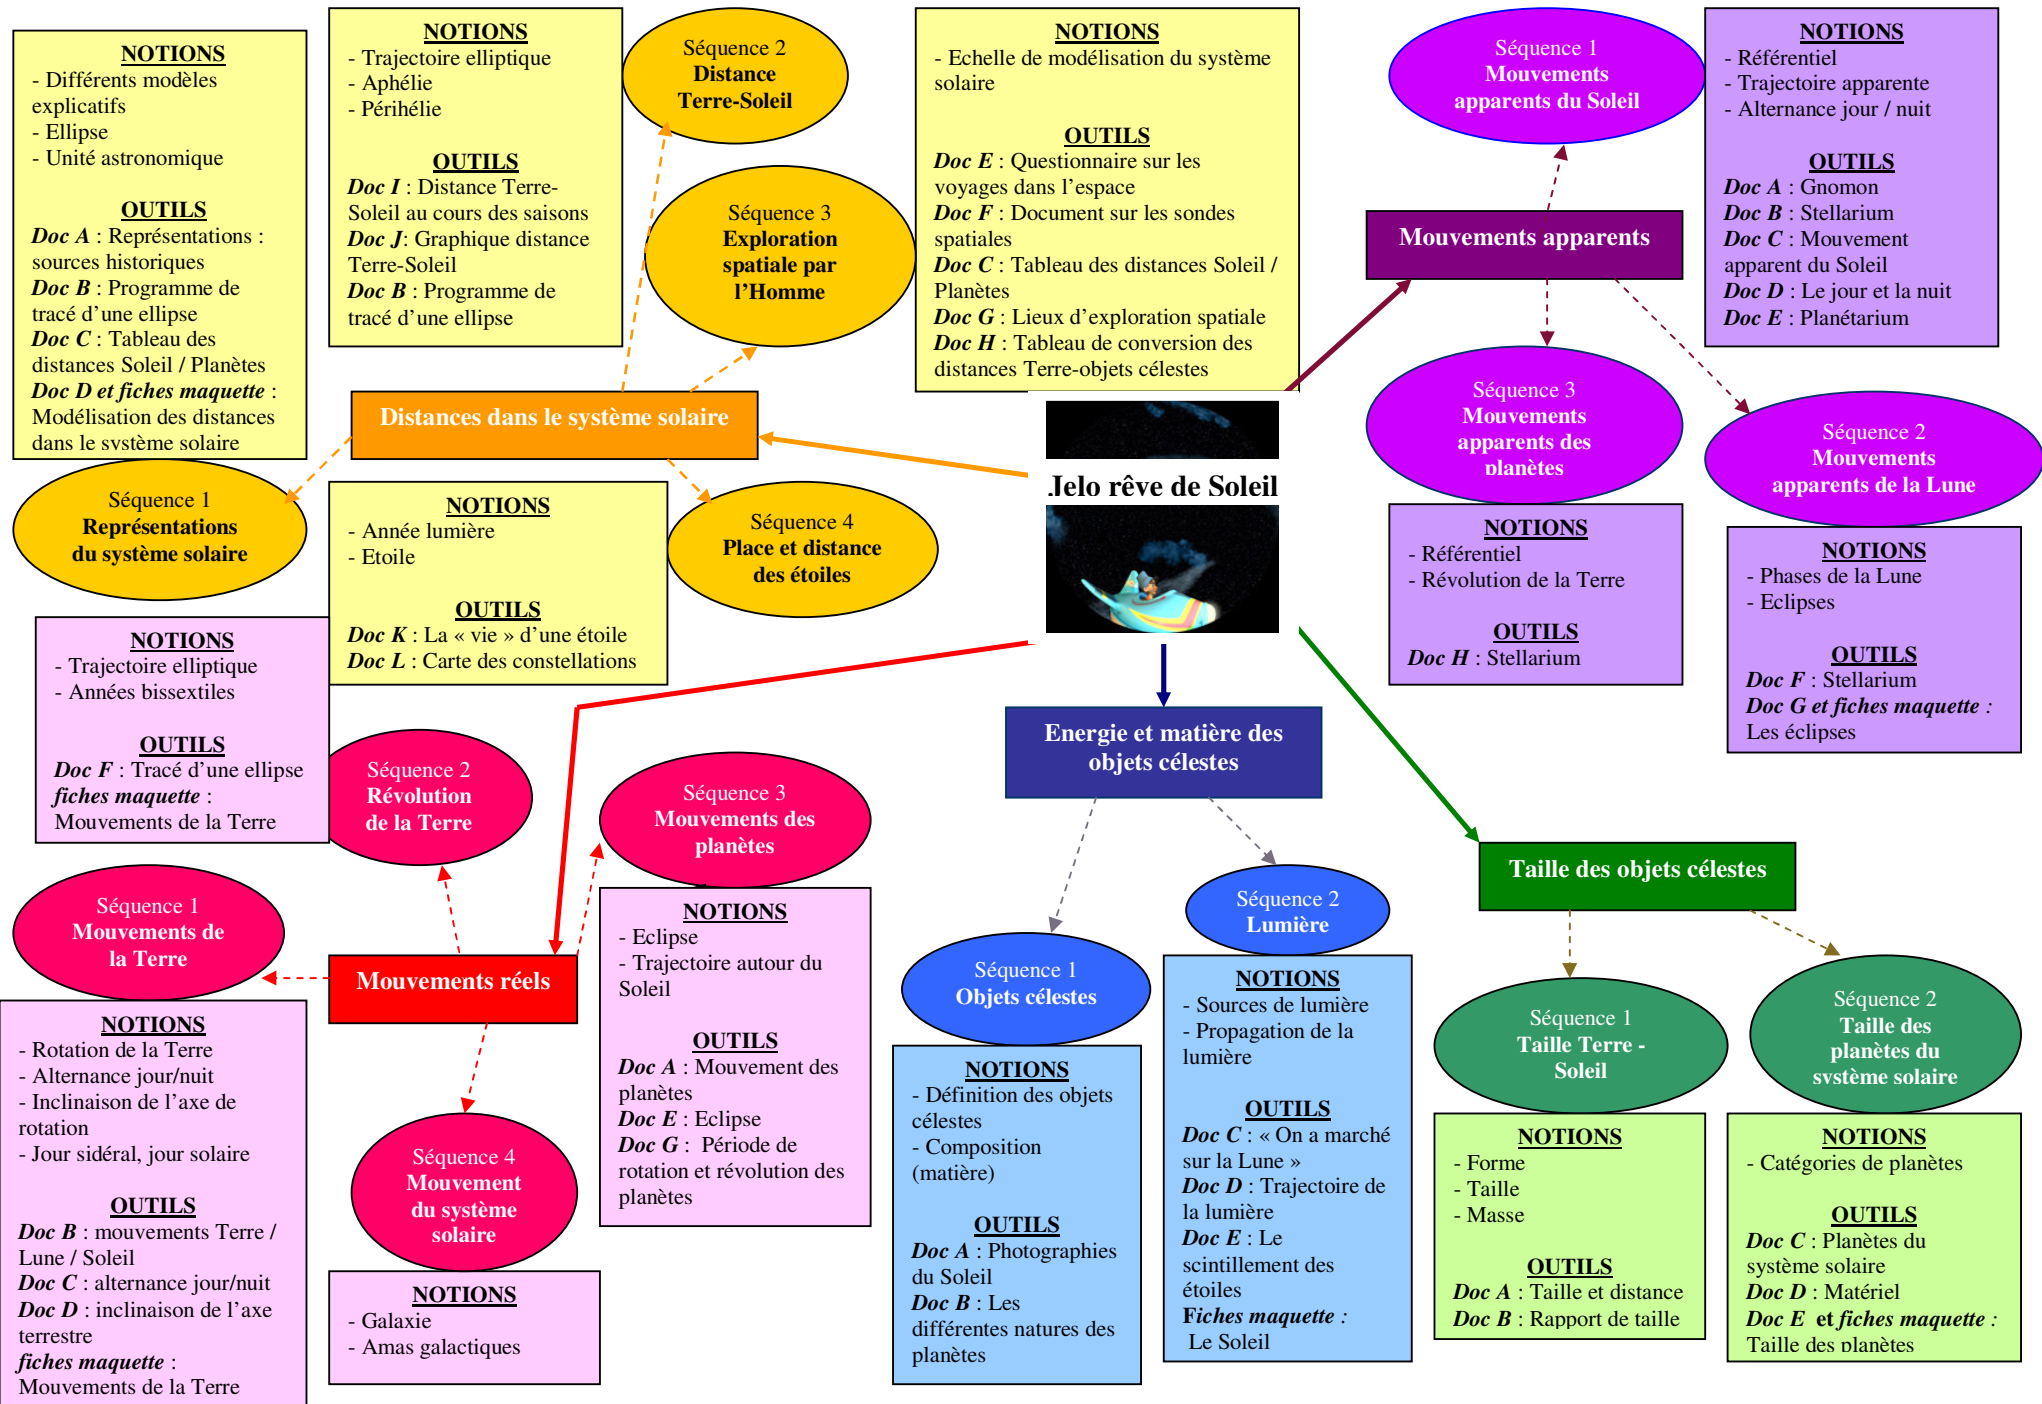 NOTIONS
- Différents modèles
explicatifs
- Ellipse
- Unité astronomique
OUTILS
Doc A : Représentations :
sources historiques
Doc B : Programme de
tracé d'une ellipse
Doc C : Tableau des
distances Soleil / Planètes
Doc D et fiches maquette :
Modélisation des distances
dans le système solaire
Séquence 1
Représentations
du système solaire
NOTIONS
- Trajectoire elliptique
- Aphélie
- Périhélie
OUTILS
Doc I : Distance Terre-
Soleil au cours des saisons
Doc J: Graphique distance
Terre-Soleil
Doc B : Programme de
tracé d'une ellipse
Séquence 2
Distance
Terre-Soleil
Séquence 3
Exploration
spatiale par
l'Homme
NOTIONS
- Echelle de modélisation du système
solaire
OUTILS
Doc E : Questionnaire sur les
voyages dans l'espace
Doc F : Document sur les sondes
spatiales
Doc C : Tableau des distances Soleil /
Planètes
Doc G : Lieux d'exploration spatiale
Doc H : Tableau de conversion des
distances Terre-objets célestes
Distances dans le système solaire
NOTIONS
- Année lumière
- Etoile
OUTILS
Doc K : La « vie » d'une étoile
Doc L : Carte des constellations
Séquence 4
Place et distance
des étoiles
Jelo rêve de Soleil
Séquence 1
Mouvements
apparents du Soleil
NOTIONS
- Référentiel
- Trajectoire apparente
- Alternance jour / nuit
OUTILS
Doc A : Gnomon
Doc B : Stellarium
Doc C : Mouvement
apparent du Soleil
Doc D : Le jour et la nuit
Doc E : Planétarium
Mouvements apparents
Séquence 3
Mouvements
apparents des
planètes
NOTIONS
- Référentiel
- Révolution de la Terre
OUTILS
Doc H : Stellarium
Séquence 2
Mouvements
apparents de la Lune
NOTIONS
- Phases de la Lune
- Eclipses
OUTILS
Doc F : Stellarium
Doc G et fiches maquette :
Les éclipses
NOTIONS
- Trajectoire elliptique
- Années bissextiles
OUTILS
Doc F : Tracé d'une ellipse
fiches maquette :
Mouvements de la Terre
Séquence 2
Révolution
de la Terre
Séquence 3
Mouvements des
planètes
NOTIONS
- Eclipse
- Trajectoire autour du
Soleil
OUTILS
Doc A : Mouvement des
planètes
Doc E : Eclipse
Doc G : Période de
rotation et révolution des
planètes
Séquence 1
Mouvements de
la Terre
Mouvements réels
NOTIONS
- Rotation de la Terre
- Alternance jour/nuit
- Inclinaison de l'axe de
rotation
- Jour sidéral, jour solaire
OUTILS
Doc B : mouvements Terre /
Lune / Soleil
Doc C : alternance jour/nuit
Doc D : inclinaison de l'axe
terrestre
fiches maquette :
Mouvements de la Terre
Séquence 4
Mouvement
du système
solaire
NOTIONS
- Galaxie
- Amas galactiques
Energie et matière des
objets célestes
Séquence 1
Objets célestes
NOTIONS
- Définition des objets
célestes
- Composition
(matière)
OUTILS
Doc A : Photographies
du Soleil
Doc B : Les
différentes natures des
planètes
Séquence 2
Lumière
NOTIONS
- Sources de lumière
- Propagation de la
lumière
OUTILS
Doc C : « On a marché
sur la Lune »
Doc D : Trajectoire de
la lumière
Doc E : Le
scintillement des
étoiles
Fiches maquette :
Le Soleil
Taille des objets célestes
Séquence 1
Taille Terre -
Soleil
NOTIONS
- Forme
- Taille
- Masse
OUTILS
Doc A : Taille et distance
Doc B : Rapport de taille
Séquence 2
Taille des
planètes du
système solaire
NOTIONS
- Catégories de planètes
OUTILS
Doc C : Planètes du
système solaire
Doc D : Matériel
Doc E et fiches maquette :
Taille des planètes